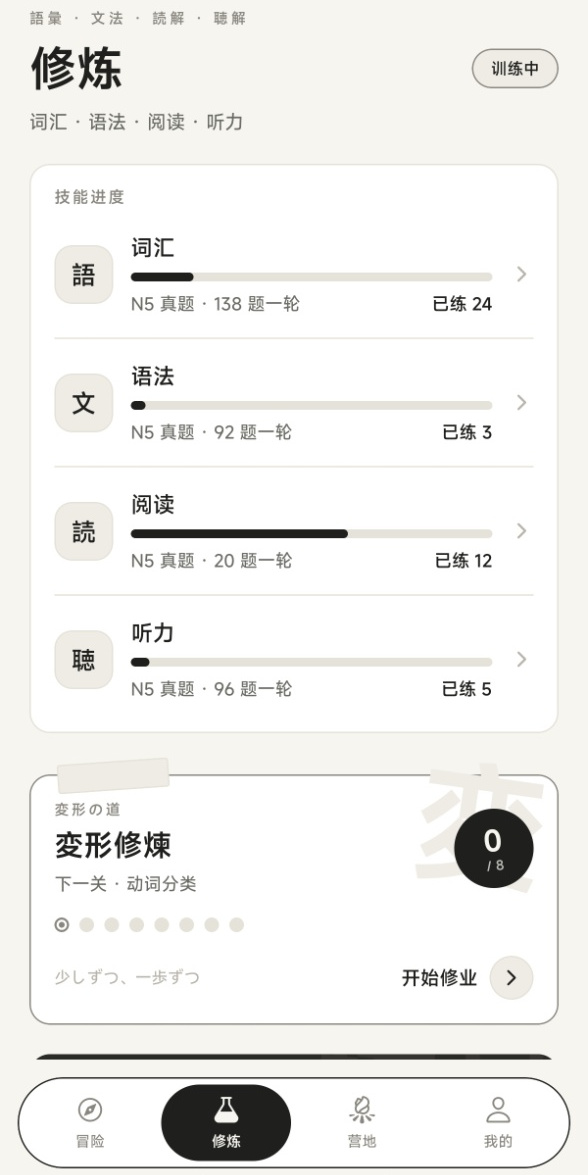 語彙 · 文法 · 読解 · 聴解
修炼
训练中
词汇 · 语法 · 阅读 · 听力
技能进度
語
词汇
N5 真题 · 138 题一轮
已练 24
文
语法
N5 真题 · 92 题一轮
已练 3
読
阅读
N5 真题 · 20 题一轮
已练 12
聴
听力
N5 真题 · 96 题一轮
已练 5
変形の道
変形修煉
変
0
/ 8
下一关 · 动词分类
少しずつ、一歩ずつ
开始修业
冒险
修炼
营地
我的